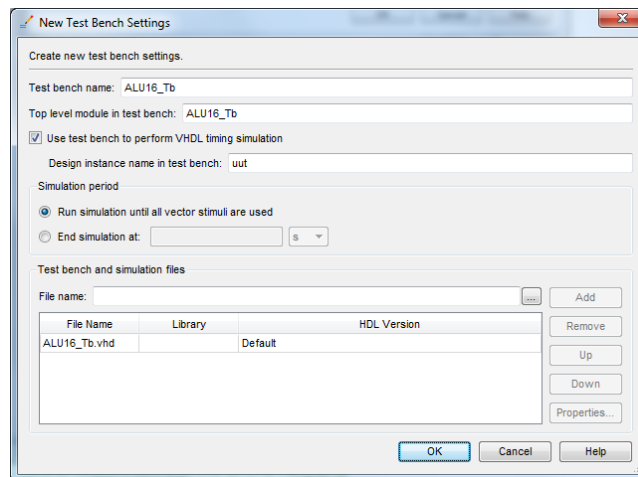 New Test Bench Settings
Create new test bench settings.
Test bench name: ALU16_Tb
Top level module in test bench: ALU16_Tb
Use test bench to perform VHDL timing simulation
Design instance name in test bench: uut
Simulation period
Run simulation until all vector stimuli are used
End simulation at: s
Test bench and simulation files
File name: ... Add
File Name Library HDL Version Remove
ALU16_Tb.vhd Default
Up
Down
Properties...
OK Cancel Help